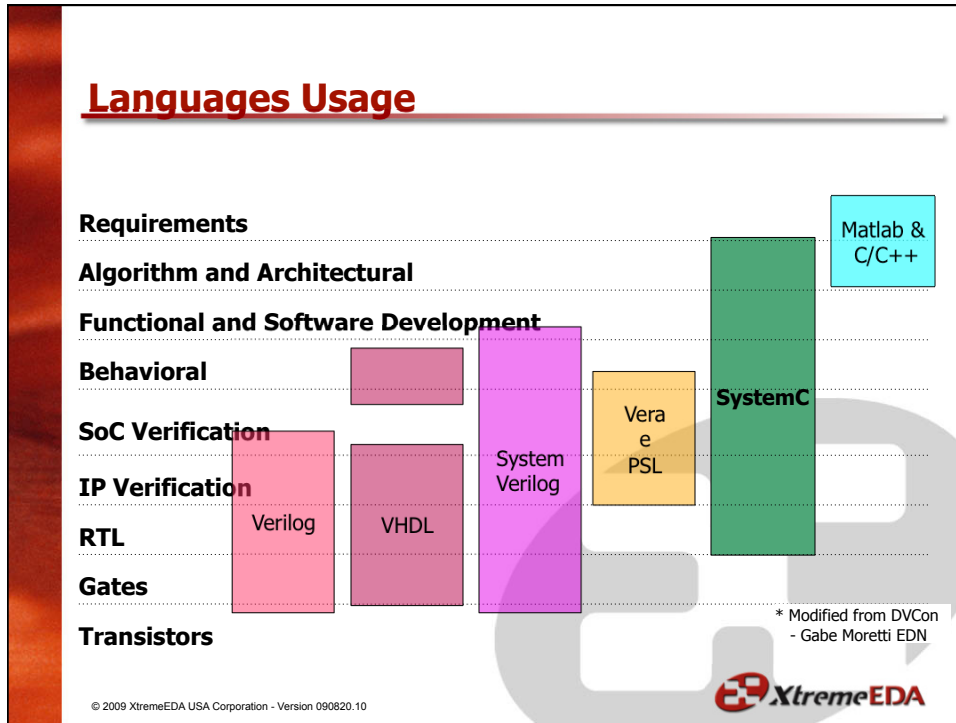 Languages Usage
Requirements
Matlab &
C/C++
Algorithm and Architectural
Functional and Software Development
Behavioral
SystemC
Vera
e
PSL
SoC Verification
System
Verilog
IP Verification
Verilog
VHDL
RTL
Gates
* Modified from DVCon
- Gabe Moretti EDN
Transistors
© 2009 XtremeEDA USA Corporation - Version 090820.10
XtremeEDA